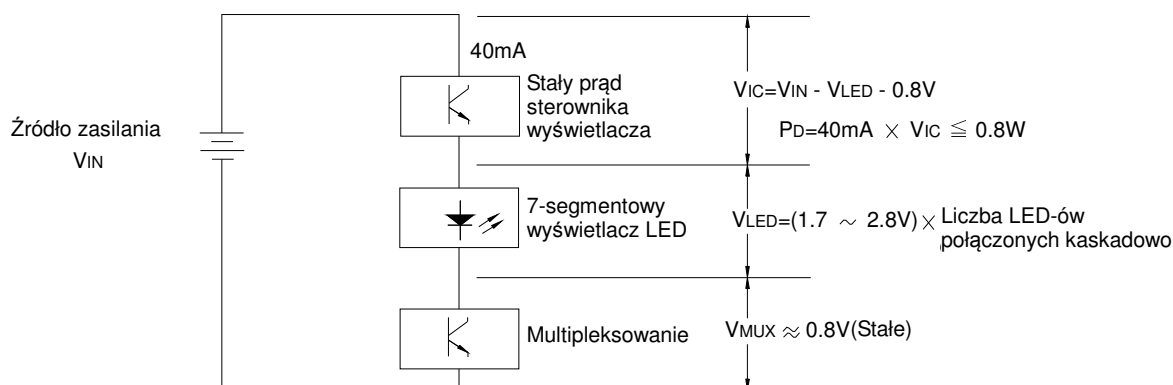 40mA
Stały prąd
sterownika
wyświetlacza
VIC=VIN - VLED - 0.8V
PD=40mA × VIC ≦ 0.8W
Źródło zasilania
VIN
7-segmentowy
wyświetlacz LED
VLED=(1.7 ~ 2.8V) × Liczba LED-ów
połączonych kaskadowo
Multipleksowanie
VMUX ≈ 0.8V(Stałe)